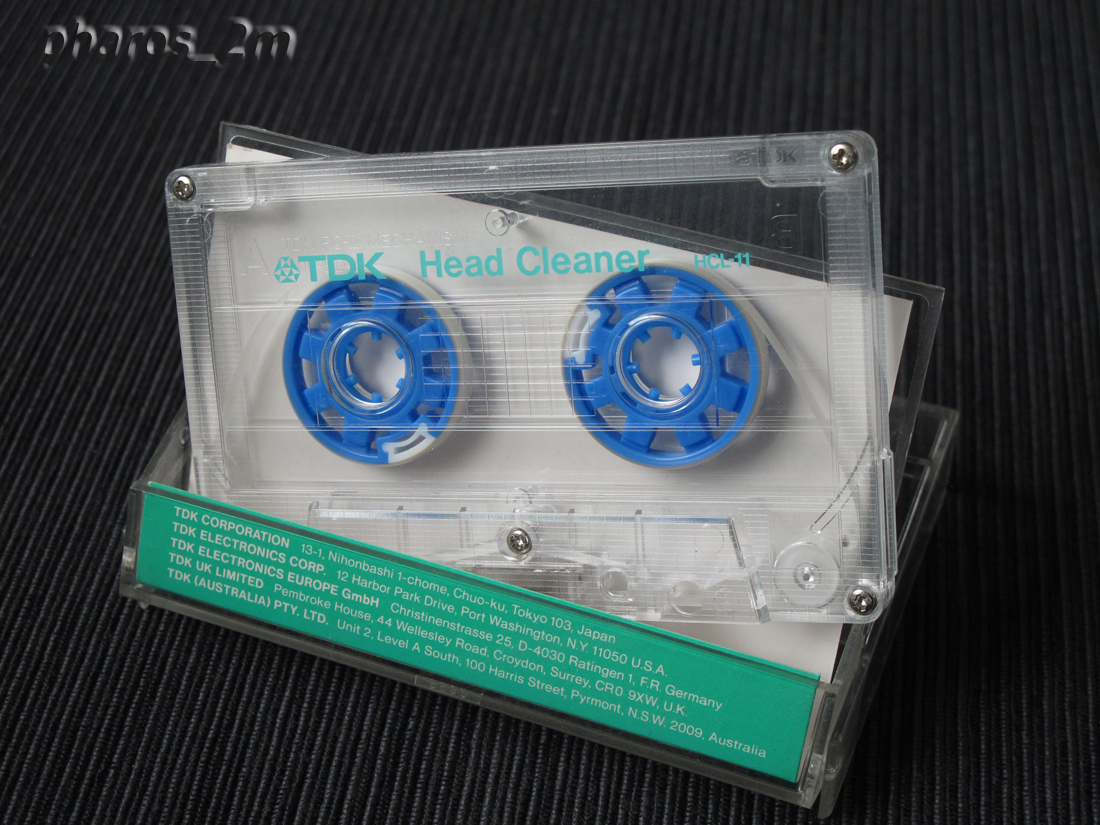 pharos_2m
TDK
A
TDK Head Cleaner HCL-11
TDK CORPORATION 13-1, Nihonbashi 1-chome, Chuo-ku, Tokyo 103, Japan
TDK ELECTRONICS CORP. 12 Harbor Park Drive, Port Washington, N.Y. 11050 U.S.A.
TDK ELECTRONICS EUROPE GmbH Christinenstrasse 25, D-4030 Ratingen 1, F.R. Germany
TDK UK LIMITED Pembroke House, 44 Wellesley Road, Croydon, Surrey, CR0 9XW, U.K.
TDK (AUSTRALIA) PTY. LTD. Unit 2, Level A South, 100 Harris Street, Pyrmont, N.S.W. 2009, Australia